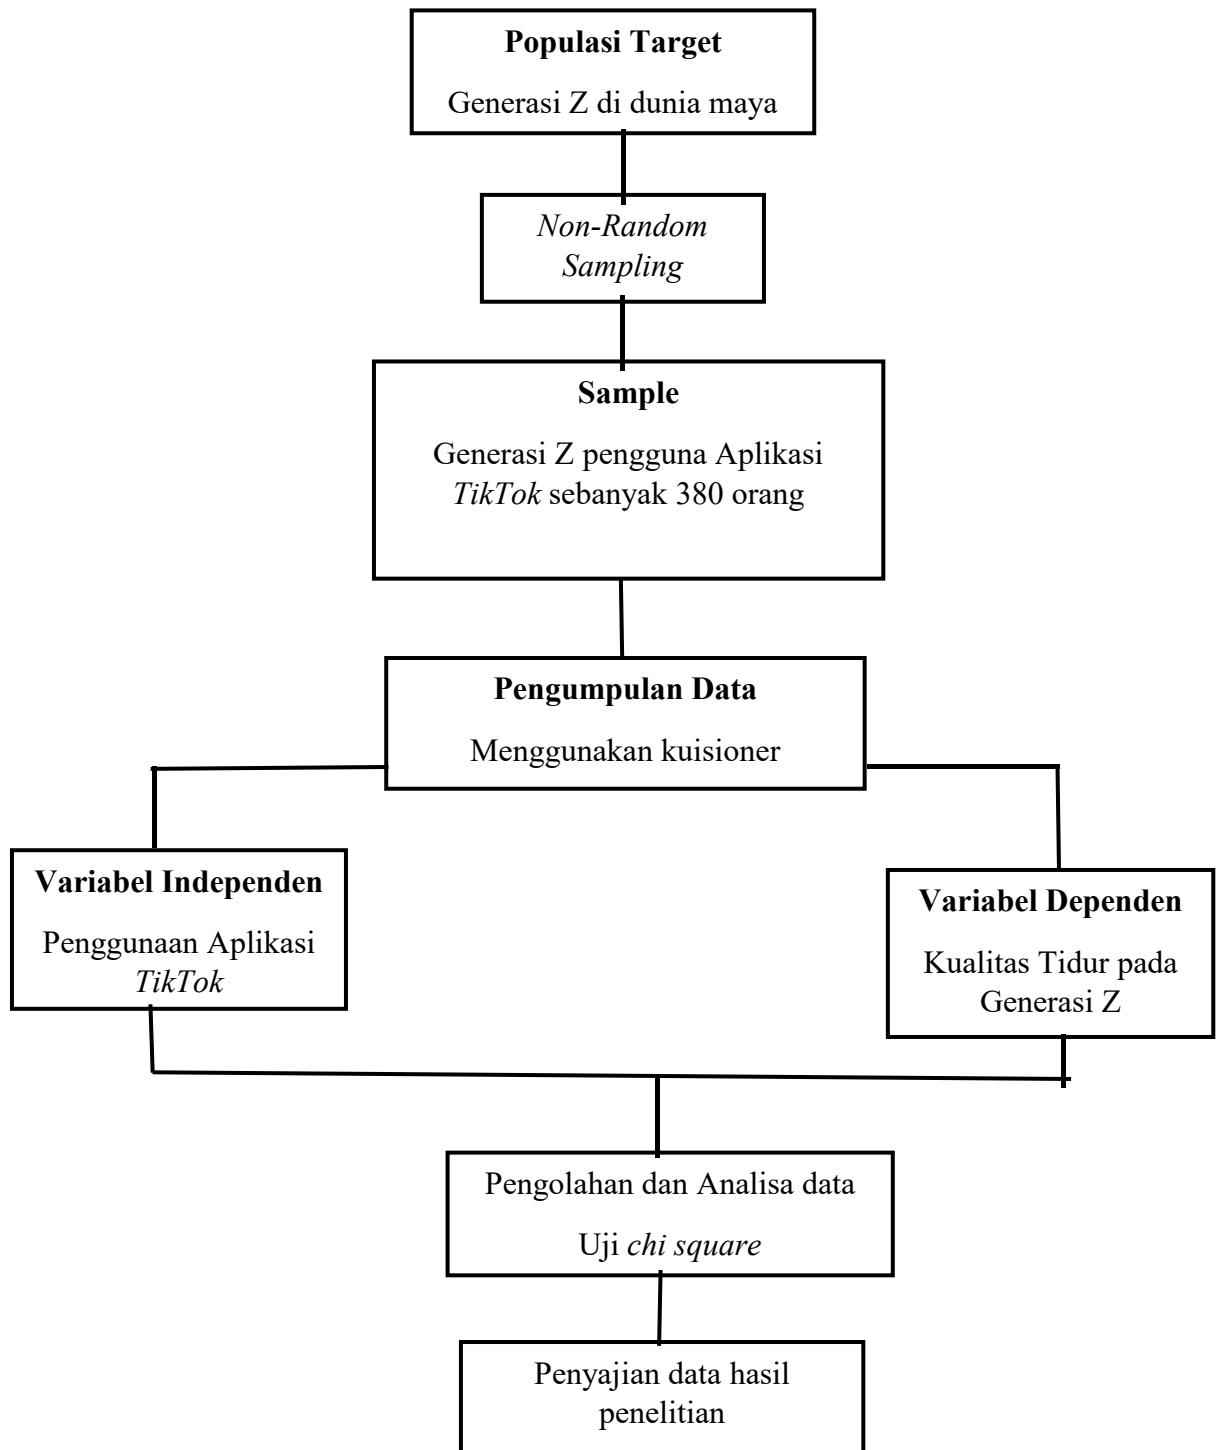 Populasi Target
Generasi Z di dunia maya
Non-Random
Sampling
Sample
Generasi Z pengguna Aplikasi
TikTok sebanyak 380 orang
Pengumpulan Data
Menggunakan kuisioner
Variabel Independen
Penggunaan Aplikasi
TikTok
Variabel Dependen
Kualitas Tidur pada
Generasi Z
Pengolahan dan Analisa data
Uji chi square
Penyajian data hasil
penelitian